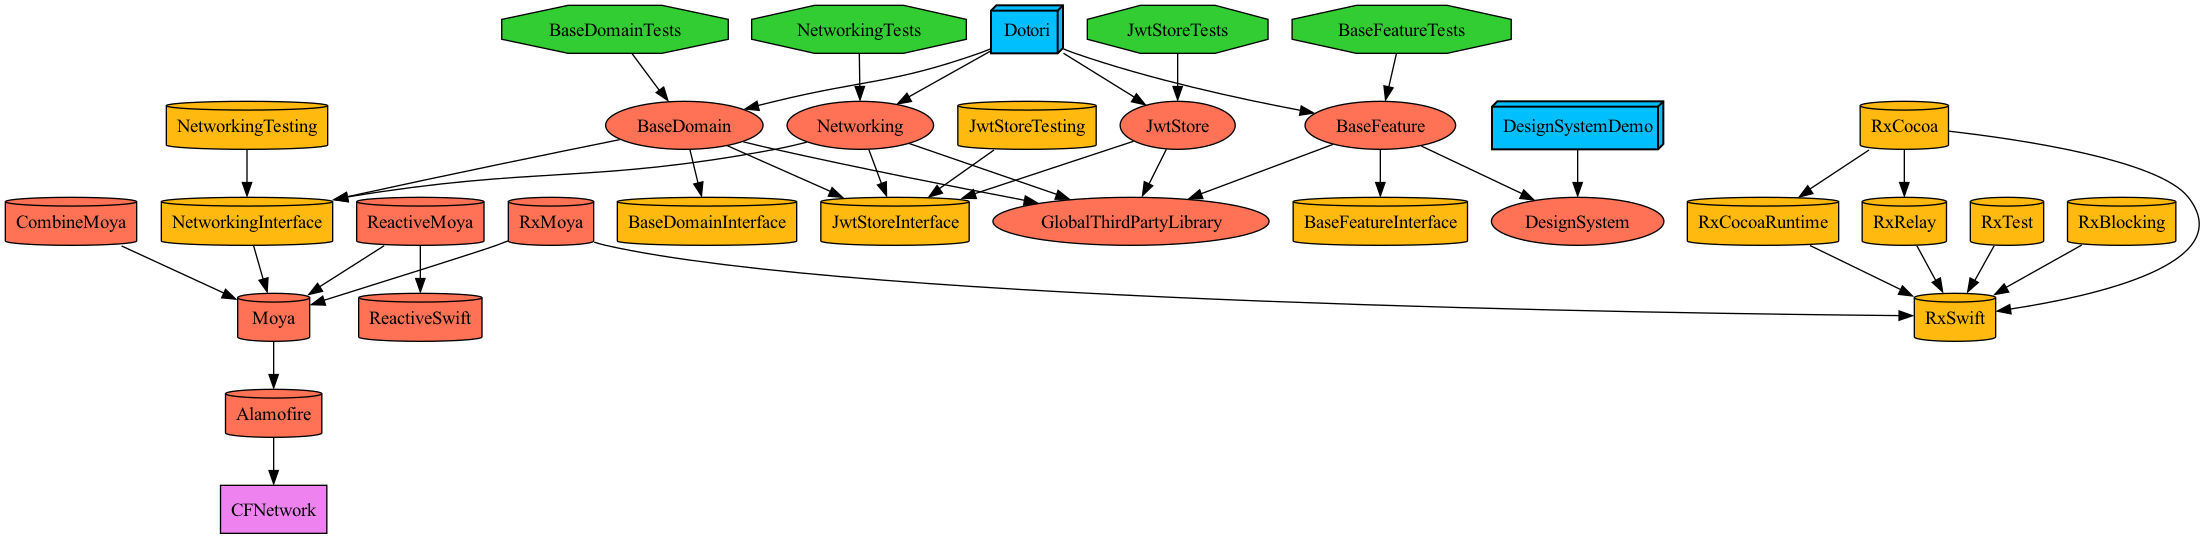 BaseDomainTests
NetworkingTests
Dotori
JwtStoreTests
BaseFeatureTests
NetworkingTesting
BaseDomain
Networking
JwtStoreTesting
JwtStore
BaseFeature
DesignSystemDemo
RxCocoa
CombineMoya
NetworkingInterface
ReactiveMoya
RxMoya
BaseDomainInterface
JwtStoreInterface
GlobalThirdPartyLibrary
BaseFeatureInterface
DesignSystem
RxCocoaRuntime
RxRelay
RxTest
RxBlocking
Moya
ReactiveSwift
RxSwift
Alamofire
CFNetwork